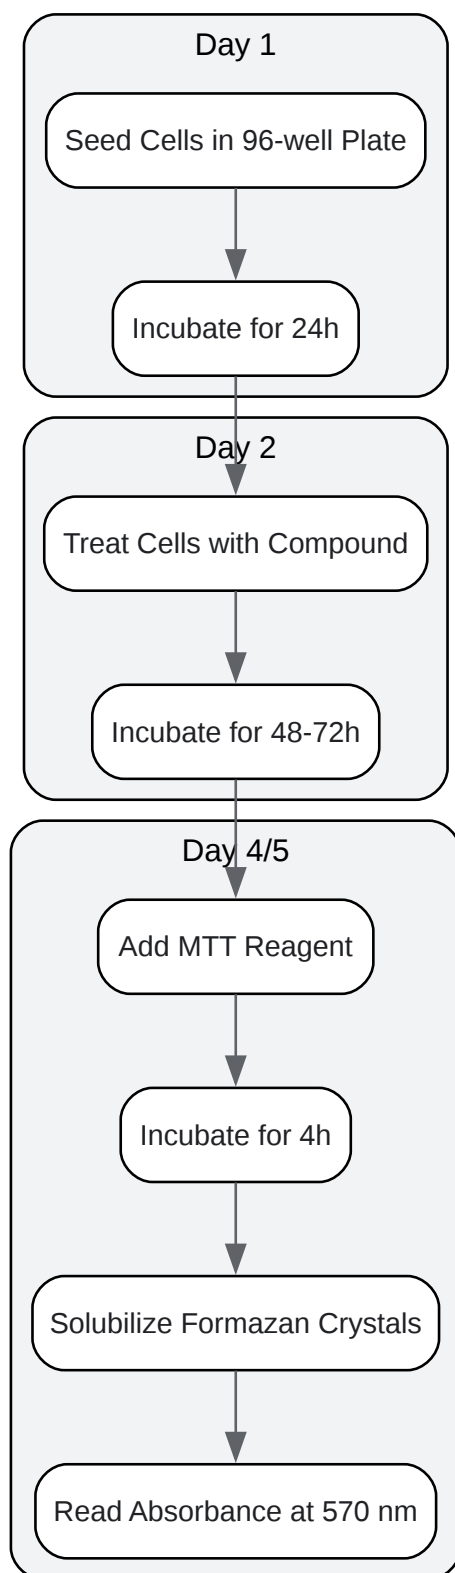 Day 1
Seed Cells in 96-well Plate
Incubate for 24h
Day 2
Treat Cells with Compound
Incubate for 48-72h
Day 4/5
Add MTT Reagent
Incubate for 4h
Solubilize Formazan Crystals
Read Absorbance at 570 nm